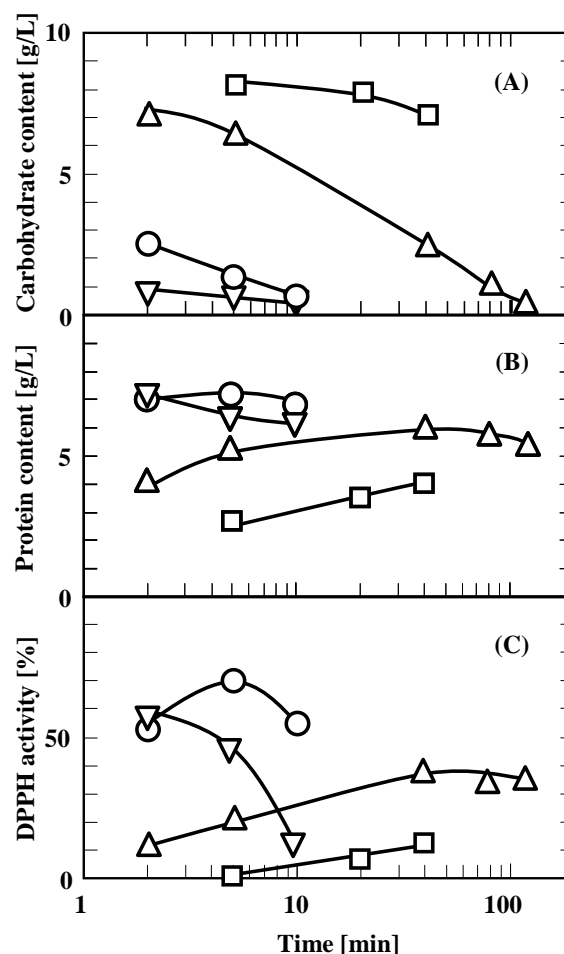 Carbohydrate content [g/L]
10
5
0
(A)
Protein content [g/L]
5
0
(B)
DPPH activity [%]
50
0
(C)
1
10
100
Time [min]